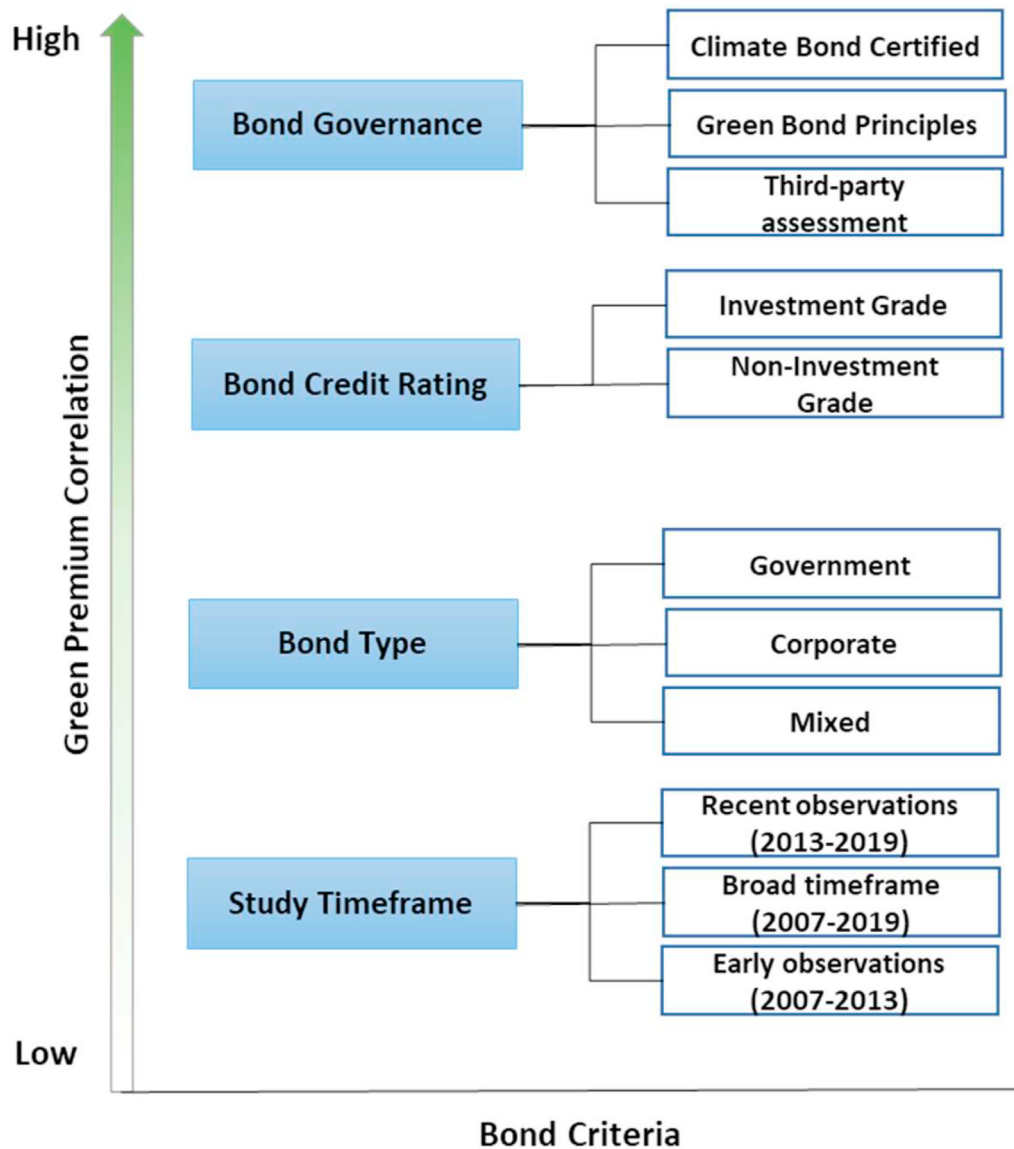 High
Climate Bond Certified
Bond Governance
Green Bond Principles
Third-party
assessment
Investment Grade
Bond Credit Rating
Non-Investment
Grade
Green Premium Correlation
Government
Bond Type
Corporate
Mixed
Recent observations
(2013-2019)
Study Timeframe
Broad timeframe
(2007-2019)
Early observations
(2007-2013)
Low
Bond Criteria